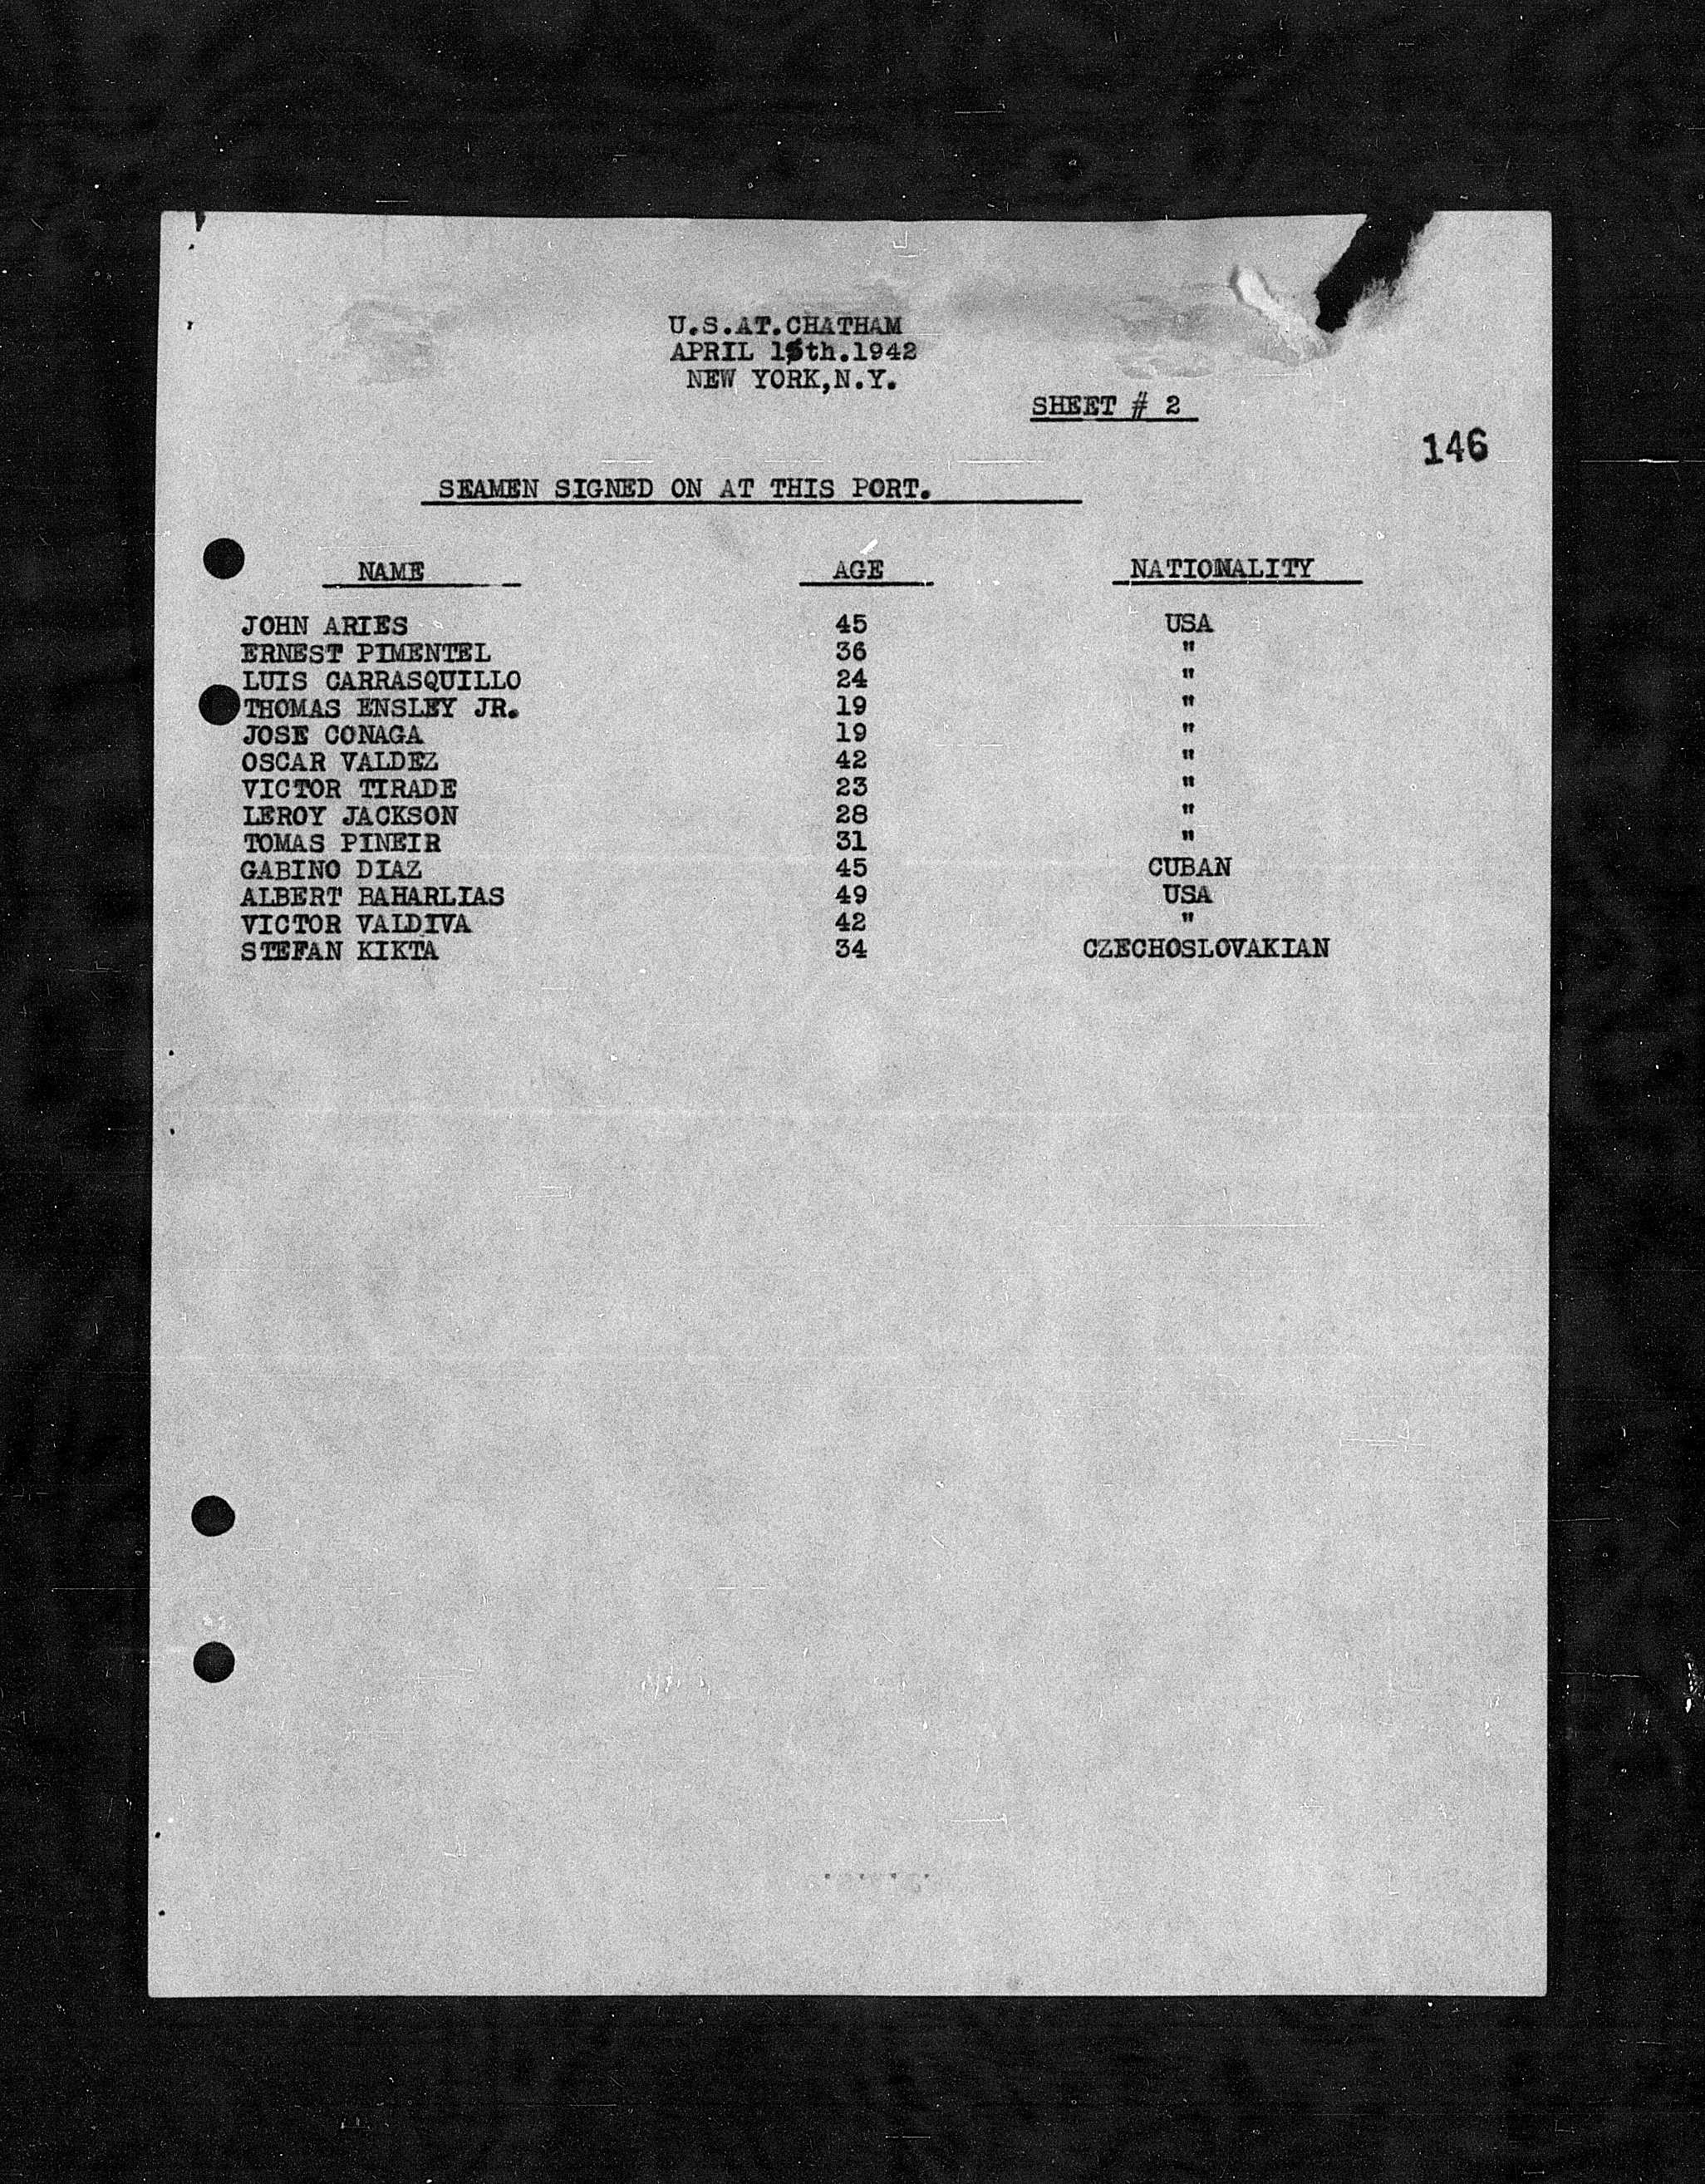 U.S.AT.CHATHAM
APRIL 15th.1942
NEW YORK,N.Y.
SHEET # 2
146
SEAMEN SIGNED ON AT THIS PORT.
NAME AGE NATIONALITY
JOHN ARIES 45 USA
ERNEST PIMENTEL 36 "
LUIS CARRASQUILLO 24 "
THOMAS ENSLEY JR. 19 "
JOSE CONAGA 19 "
OSCAR VALDEZ 42 "
VICTOR TIRADE 23 "
LEROY JACKSON 28 "
TOMAS PINEIR 31 "
GABINO DIAZ 45 CUBAN
ALBERT BAHARLIAS 49 USA
VICTOR VALDIVA 42 "
STEFAN KIKTA 34 CZECHOSLOVAKIAN